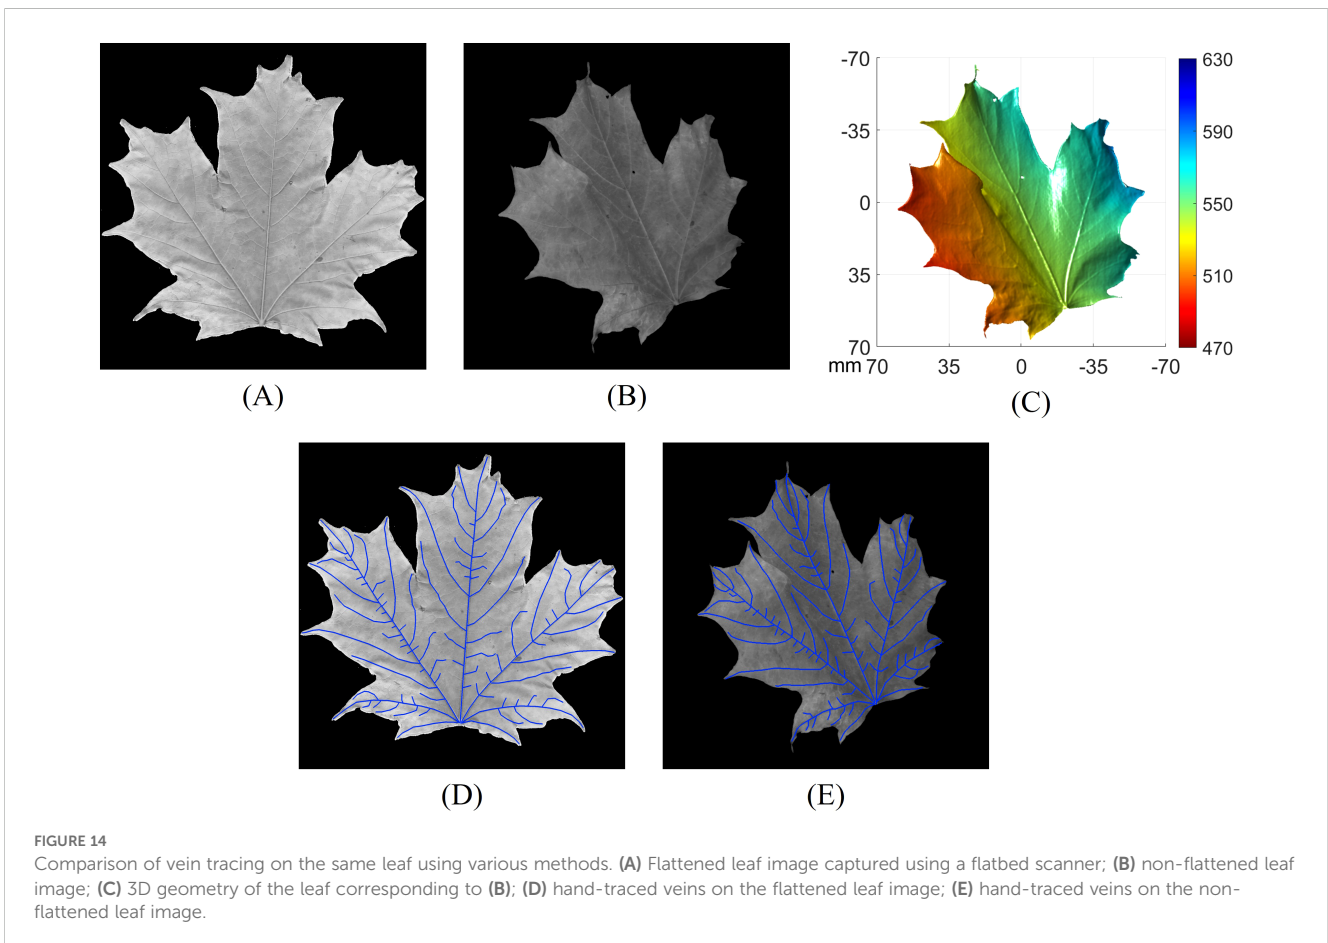 (A)
(B)
-70
-35
0
35
70
mm 70
35
0
-35
-70
630
590
550
510
470
(C)
(D)
(E)
FIGURE 14
Comparison of vein tracing on the same leaf using various methods. (A) Flattened leaf image captured using a flatbed scanner; (B) non-flattened leaf
image; (C) 3D geometry of the leaf corresponding to (B); (D) hand-traced veins on the flattened leaf image; (E) hand-traced veins on the non-
flattened leaf image.